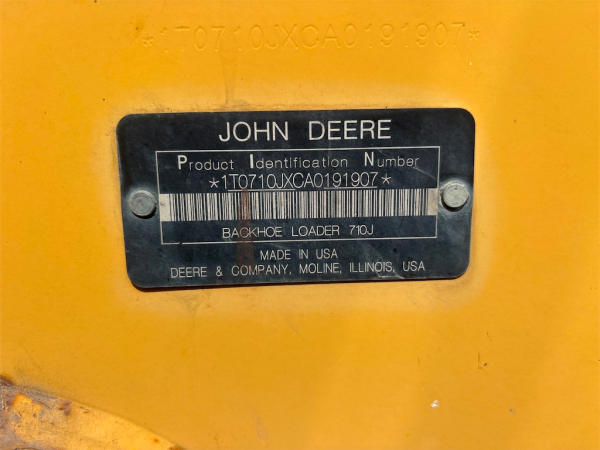 *1T0710JXCA0191907*
JOHN DEERE
Product Identification Number
*1T0710JXCA0191907*
BACKHOE LOADER 710J
MADE IN USA
DEERE & COMPANY, MOLINE, ILLINOIS, USA